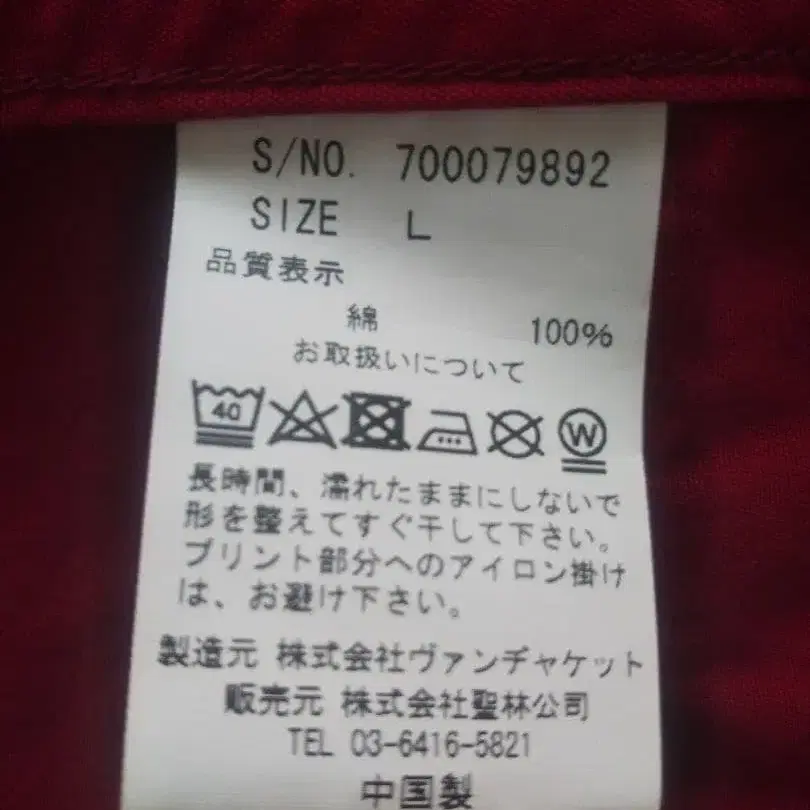 S/NO. 700079892
SIZE L
品質表示
綿 100%
お取扱いについて
40 W
長時間、濡れたままにしないで
形を整えてすぐ干して下さい。
プリント部分へのアイロン掛け
は、お避け下さい。
製造元 株式会社ヴァンヂャケット
販売元 株式会社聖林公司
TEL 03-6416-5821
中国製